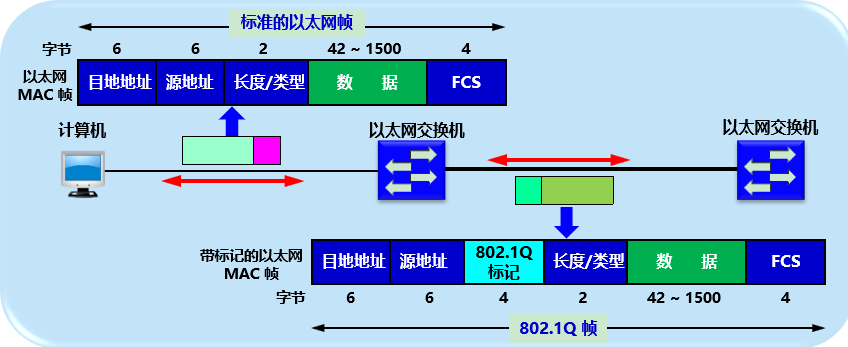 标准的以太网帧
字节 6 6 2 42 ~ 1500 4
以太网
MAC 帧
目地地址 源地址 长度/类型 数 据 FCS
计算机
以太网交换机
以太网交换机
带标记的以太网
MAC 帧
目地地址 源地址 802.1Q
标记
长度/类型 数 据 FCS
字节 6 6 4 2 42 ~ 1500 4
802.1Q 帧